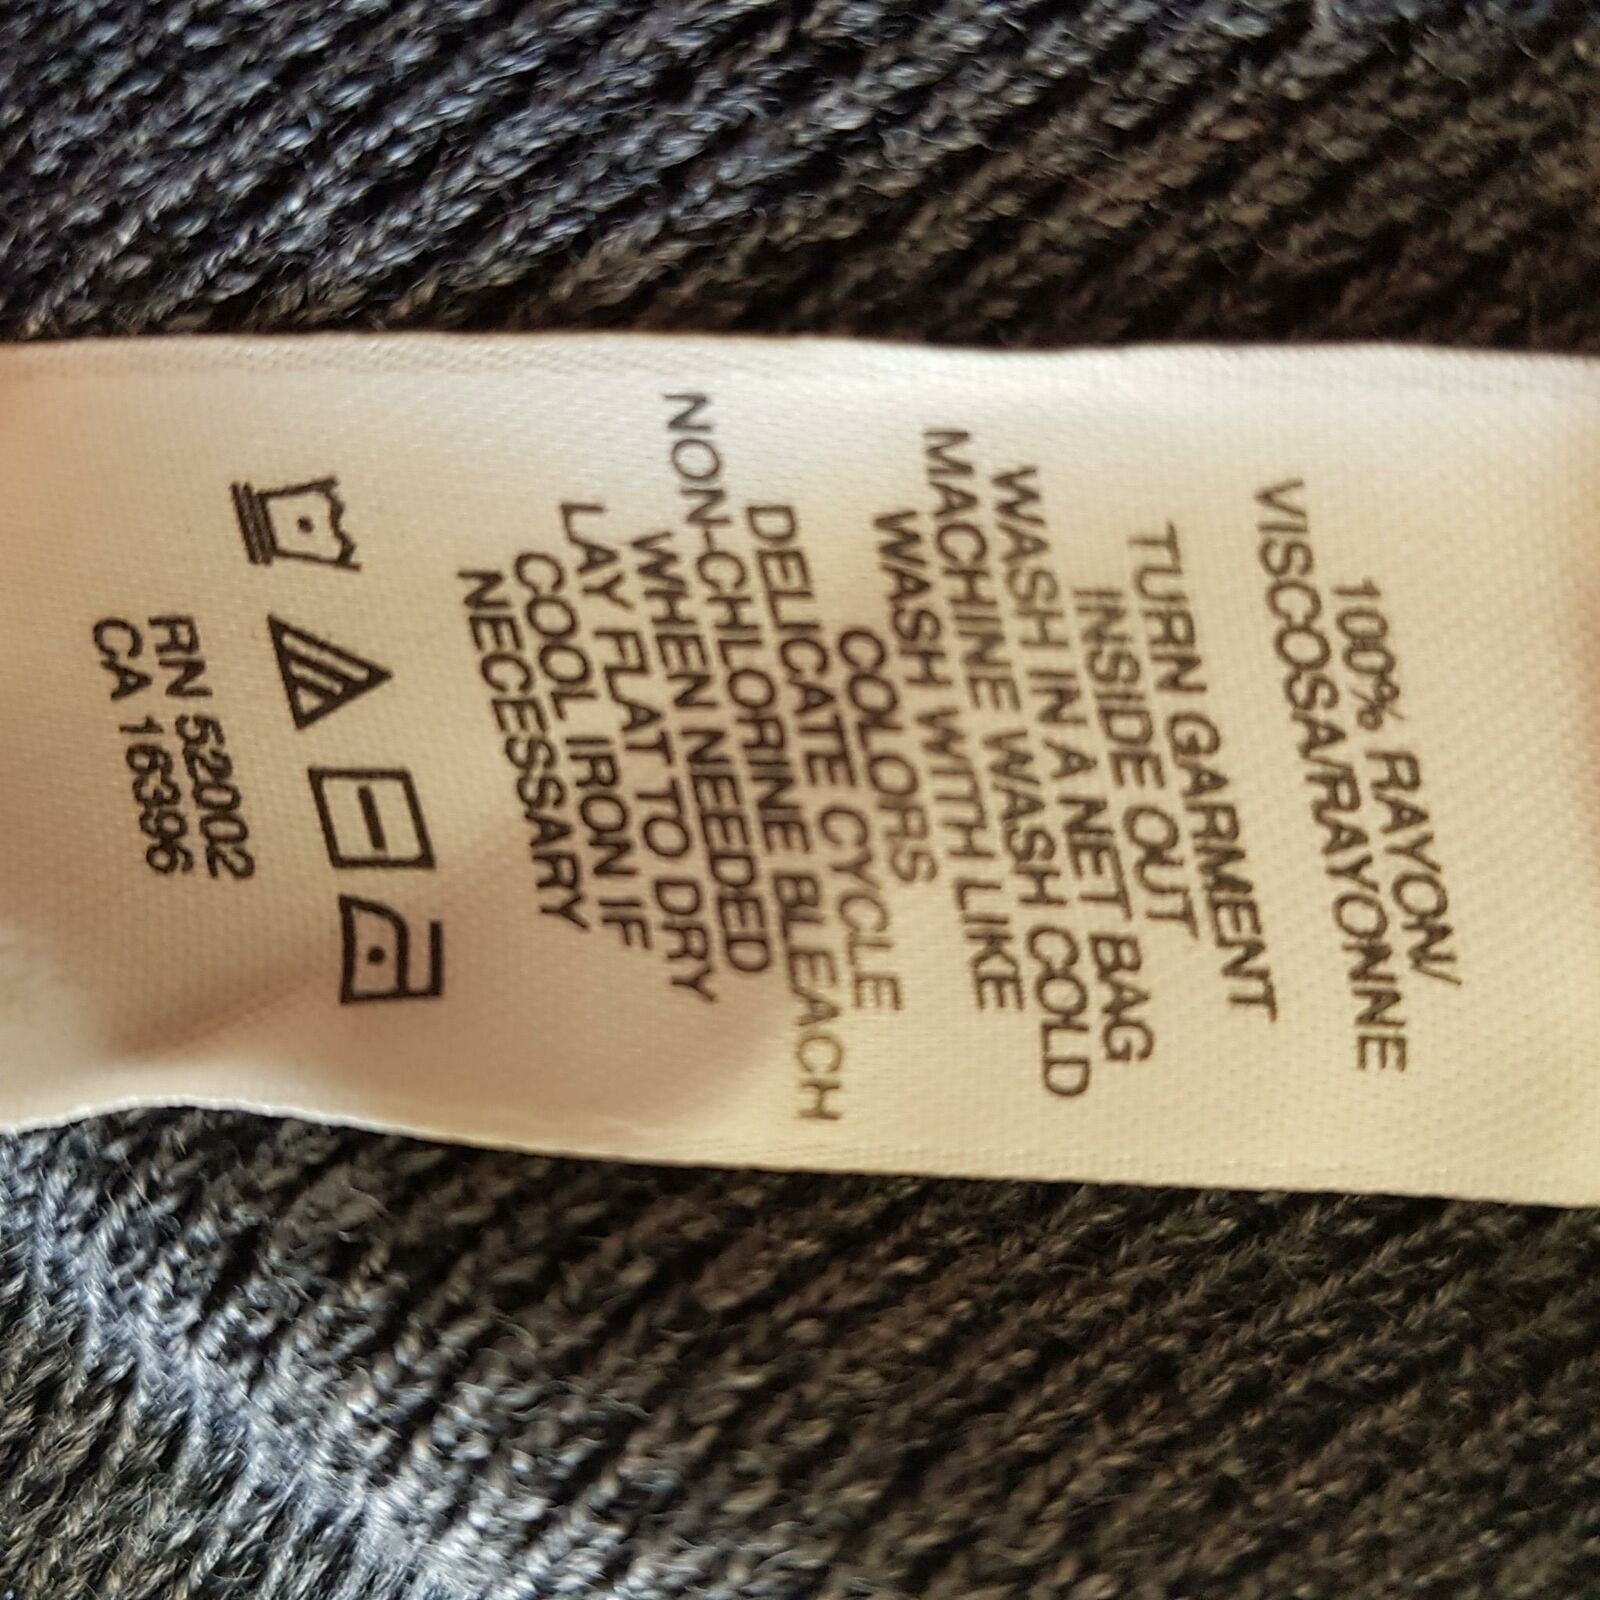 100% RAYON/
VISCOSA/RAYONNE
TURN GARMENT
INSIDE OUT
WASH IN A NET BAG
MACHINE WASH COLD
WASH WITH LIKE
COLORS
DELICATE CYCLE
NON-CHLORINE BLEACH
WHEN NEEDED
LAY FLAT TO DRY
COOL IRON IF
NECESSARY
RN 52002
CA 16396